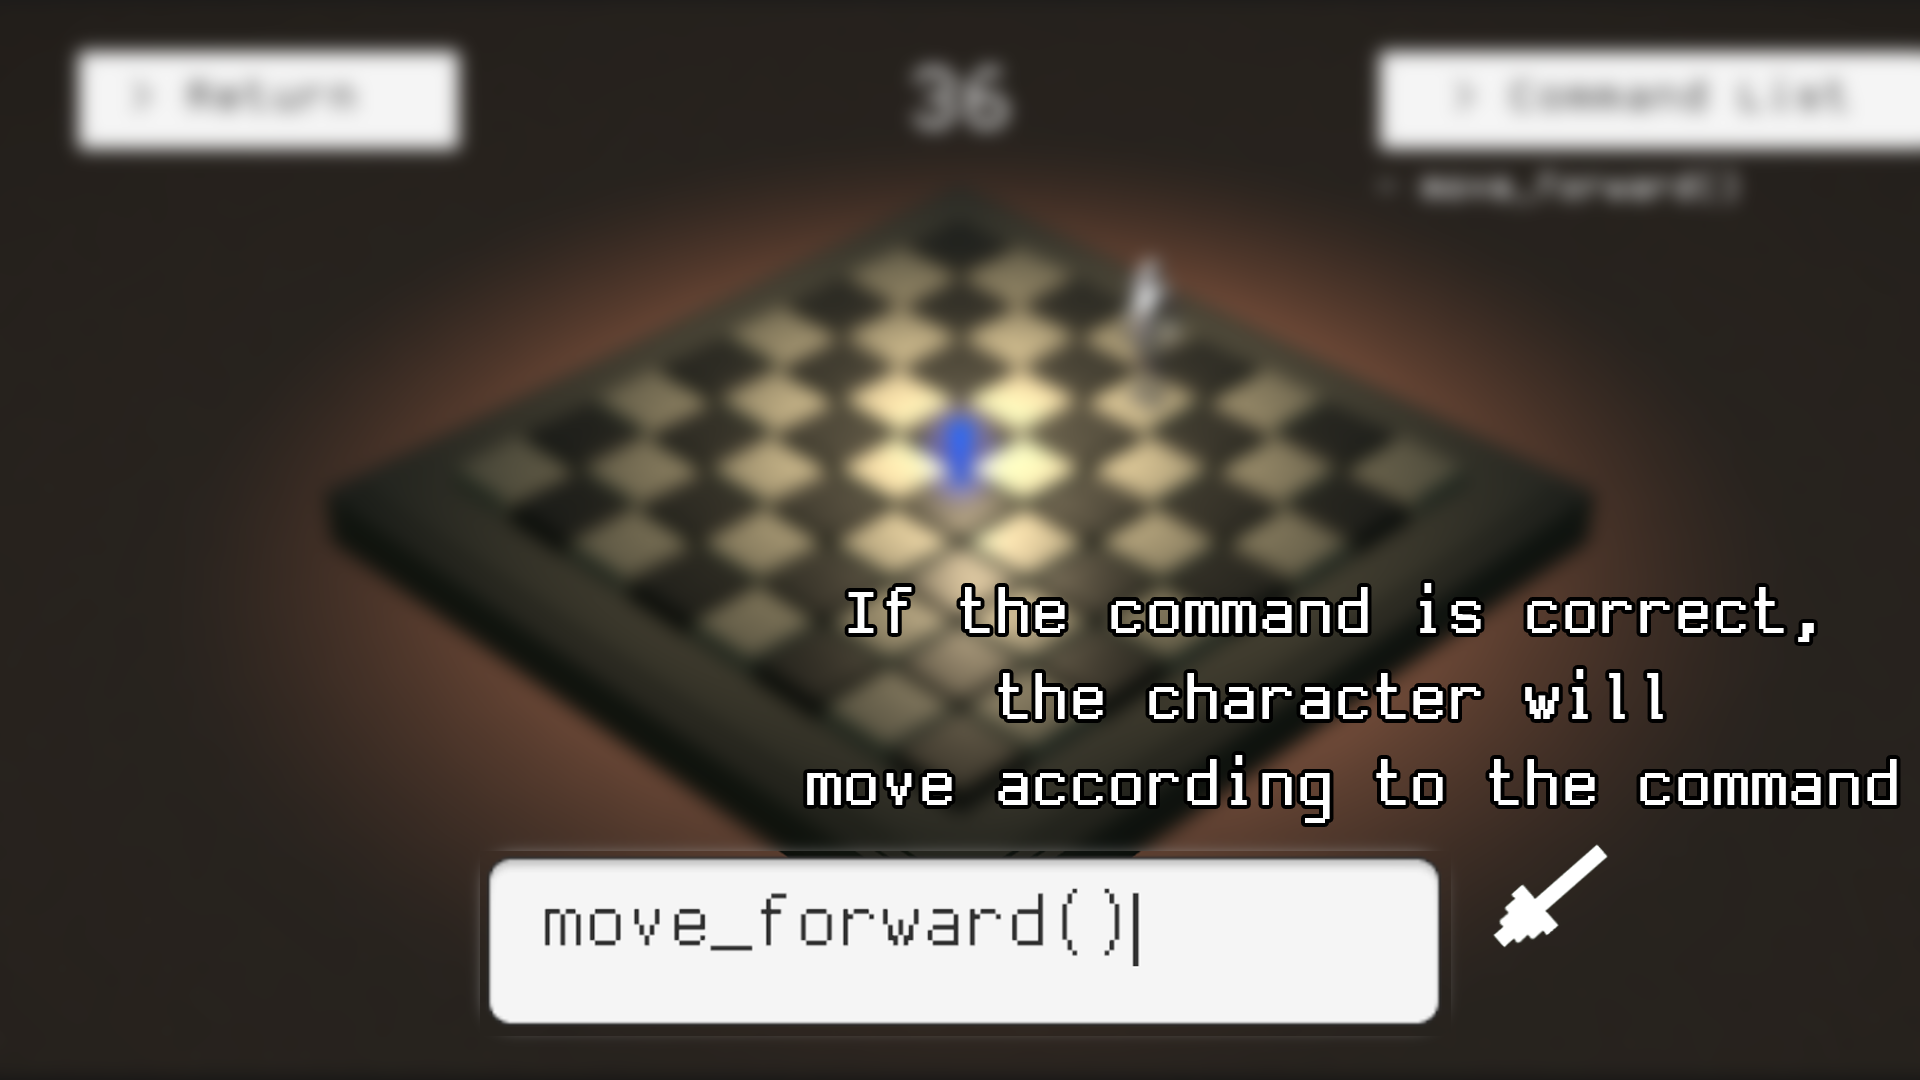 > Return
36
> Command List
- move_forward()
If the command is correct,
the character will
move according to the command
move_forward()